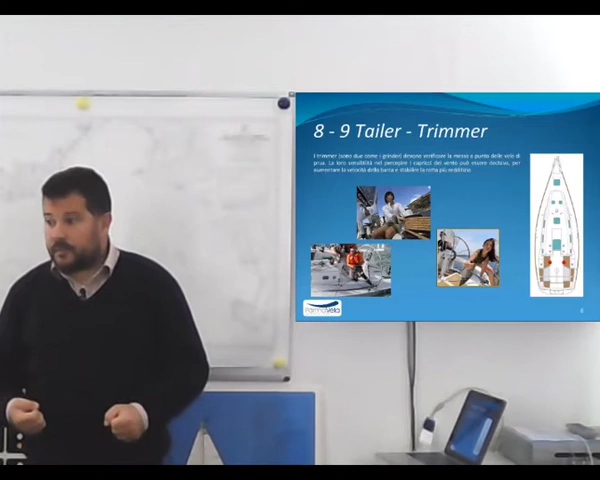 8 - 9 Tailer - Trimmer
I trimmer (sono due come i grinder) devono verificare la messa a punto delle vele di
prua. La loro sensibilità nel percepire i capricci del vento può essere decisiva, per
aumentare la velocità della barca e stabilire la rotta più redditizia.
FormaVela